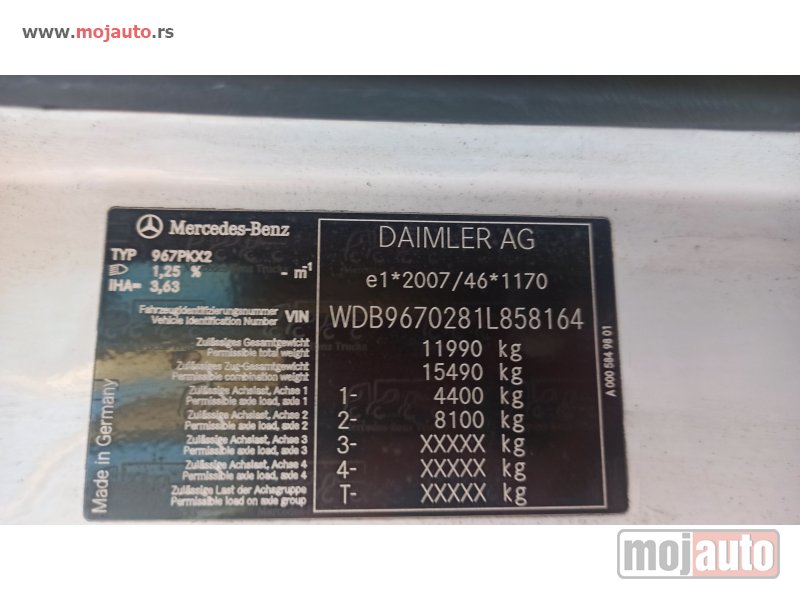 www.mojauto.rs
Mercedes-Benz
TYP 967PKX2
1,25 % - m-1
IHA= 3,63
Fahrzeugidentifizierungsnummer
Vehicle Identification Number VIN
Zulässiges Gesamtgewicht
Permissible total weight
Zulässiges Zug-Gesamtgewicht
Permissible combination weight
Zulässige Achslast, Achse 1
Permissible axle load, axle 1
Zulässige Achslast, Achse 2
Permissible axle load, axle 2
Zulässige Achslast, Achse 3
Permissible axle load, axle 3
Zulässige Achslast, Achse 4
Permissible axle load, axle 4
Zulässige Last der Achsgruppe
Permissible load on axle group
Made in Germany
DAIMLER AG
e1*2007/46*1170
WDB9670281L858164
11990 kg
15490 kg
1- 4400 kg
2- 8100 kg
3- XXXXX kg
4- XXXXX kg
T- XXXXX kg
A 000 584 98 01
mojauto